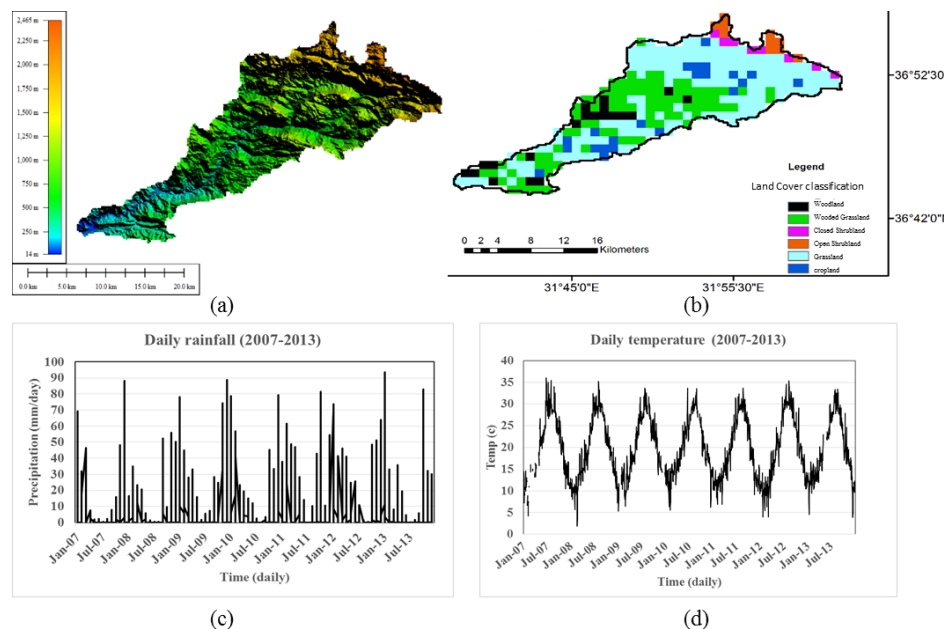 2,465 m
2,250 m
2,000 m
1,750 m
1,500 m
1,250 m
1,000 m
750 m
500 m
250 m
14 m
0.0 km 5.0 km 10.0 km 15.0 km 20.0 km
(a)
36°52'30
36°42'0"
Legend
Land Cover classification
Woodland
Wooded Grassland
Closed Shrubland
Open Shrubland
Grassland
cropland
0 2 4 8 12 16
Kilometers
31°45'0"E 31°55'30"E
(b)
Daily rainfall (2007-2013)
Precipitation (mm/day)
100
90
80
70
60
50
40
30
20
10
0
Jan-07 Jul-07 Jan-08 Jul-08 Jan-09 Jul-09 Jan-10 Jul-10 Jan-11 Jul-11 Jan-12 Jul-12 Jan-13 Jul-13
Time (daily)
(c)
Daily temperature (2007-2013)
Temp (c)
40
35
30
25
20
15
10
5
0
Jan-07 Jul-07 Jan-08 Jul-08 Jan-09 Jul-09 Jan-10 Jul-10 Jan-11 Jul-11 Jan-12 Jul-12 Jan-13 Jul-13
Time (daily)
(d)